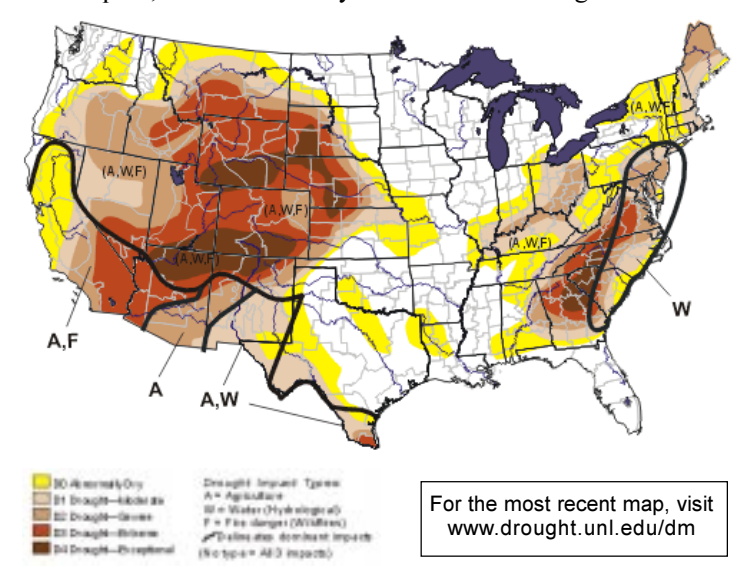 (A,W,F)
(A,W,F)
(A,W,F)
(A,W,F)
(A,W,F)
W
A,F
A
A,W
D0 Abnormally Dry
D1 Drought—Moderate
D2 Drought—Severe
D3 Drought—Extreme
D4 Drought—Exceptional
Drought Impact Types:
A = Agriculture
W = Water (Hydrological)
F = Fire danger (Wildfires)
Delineates dominant impacts
(No type = All 3 impacts)
For the most recent map, visit
www.drought.unl.edu/dm